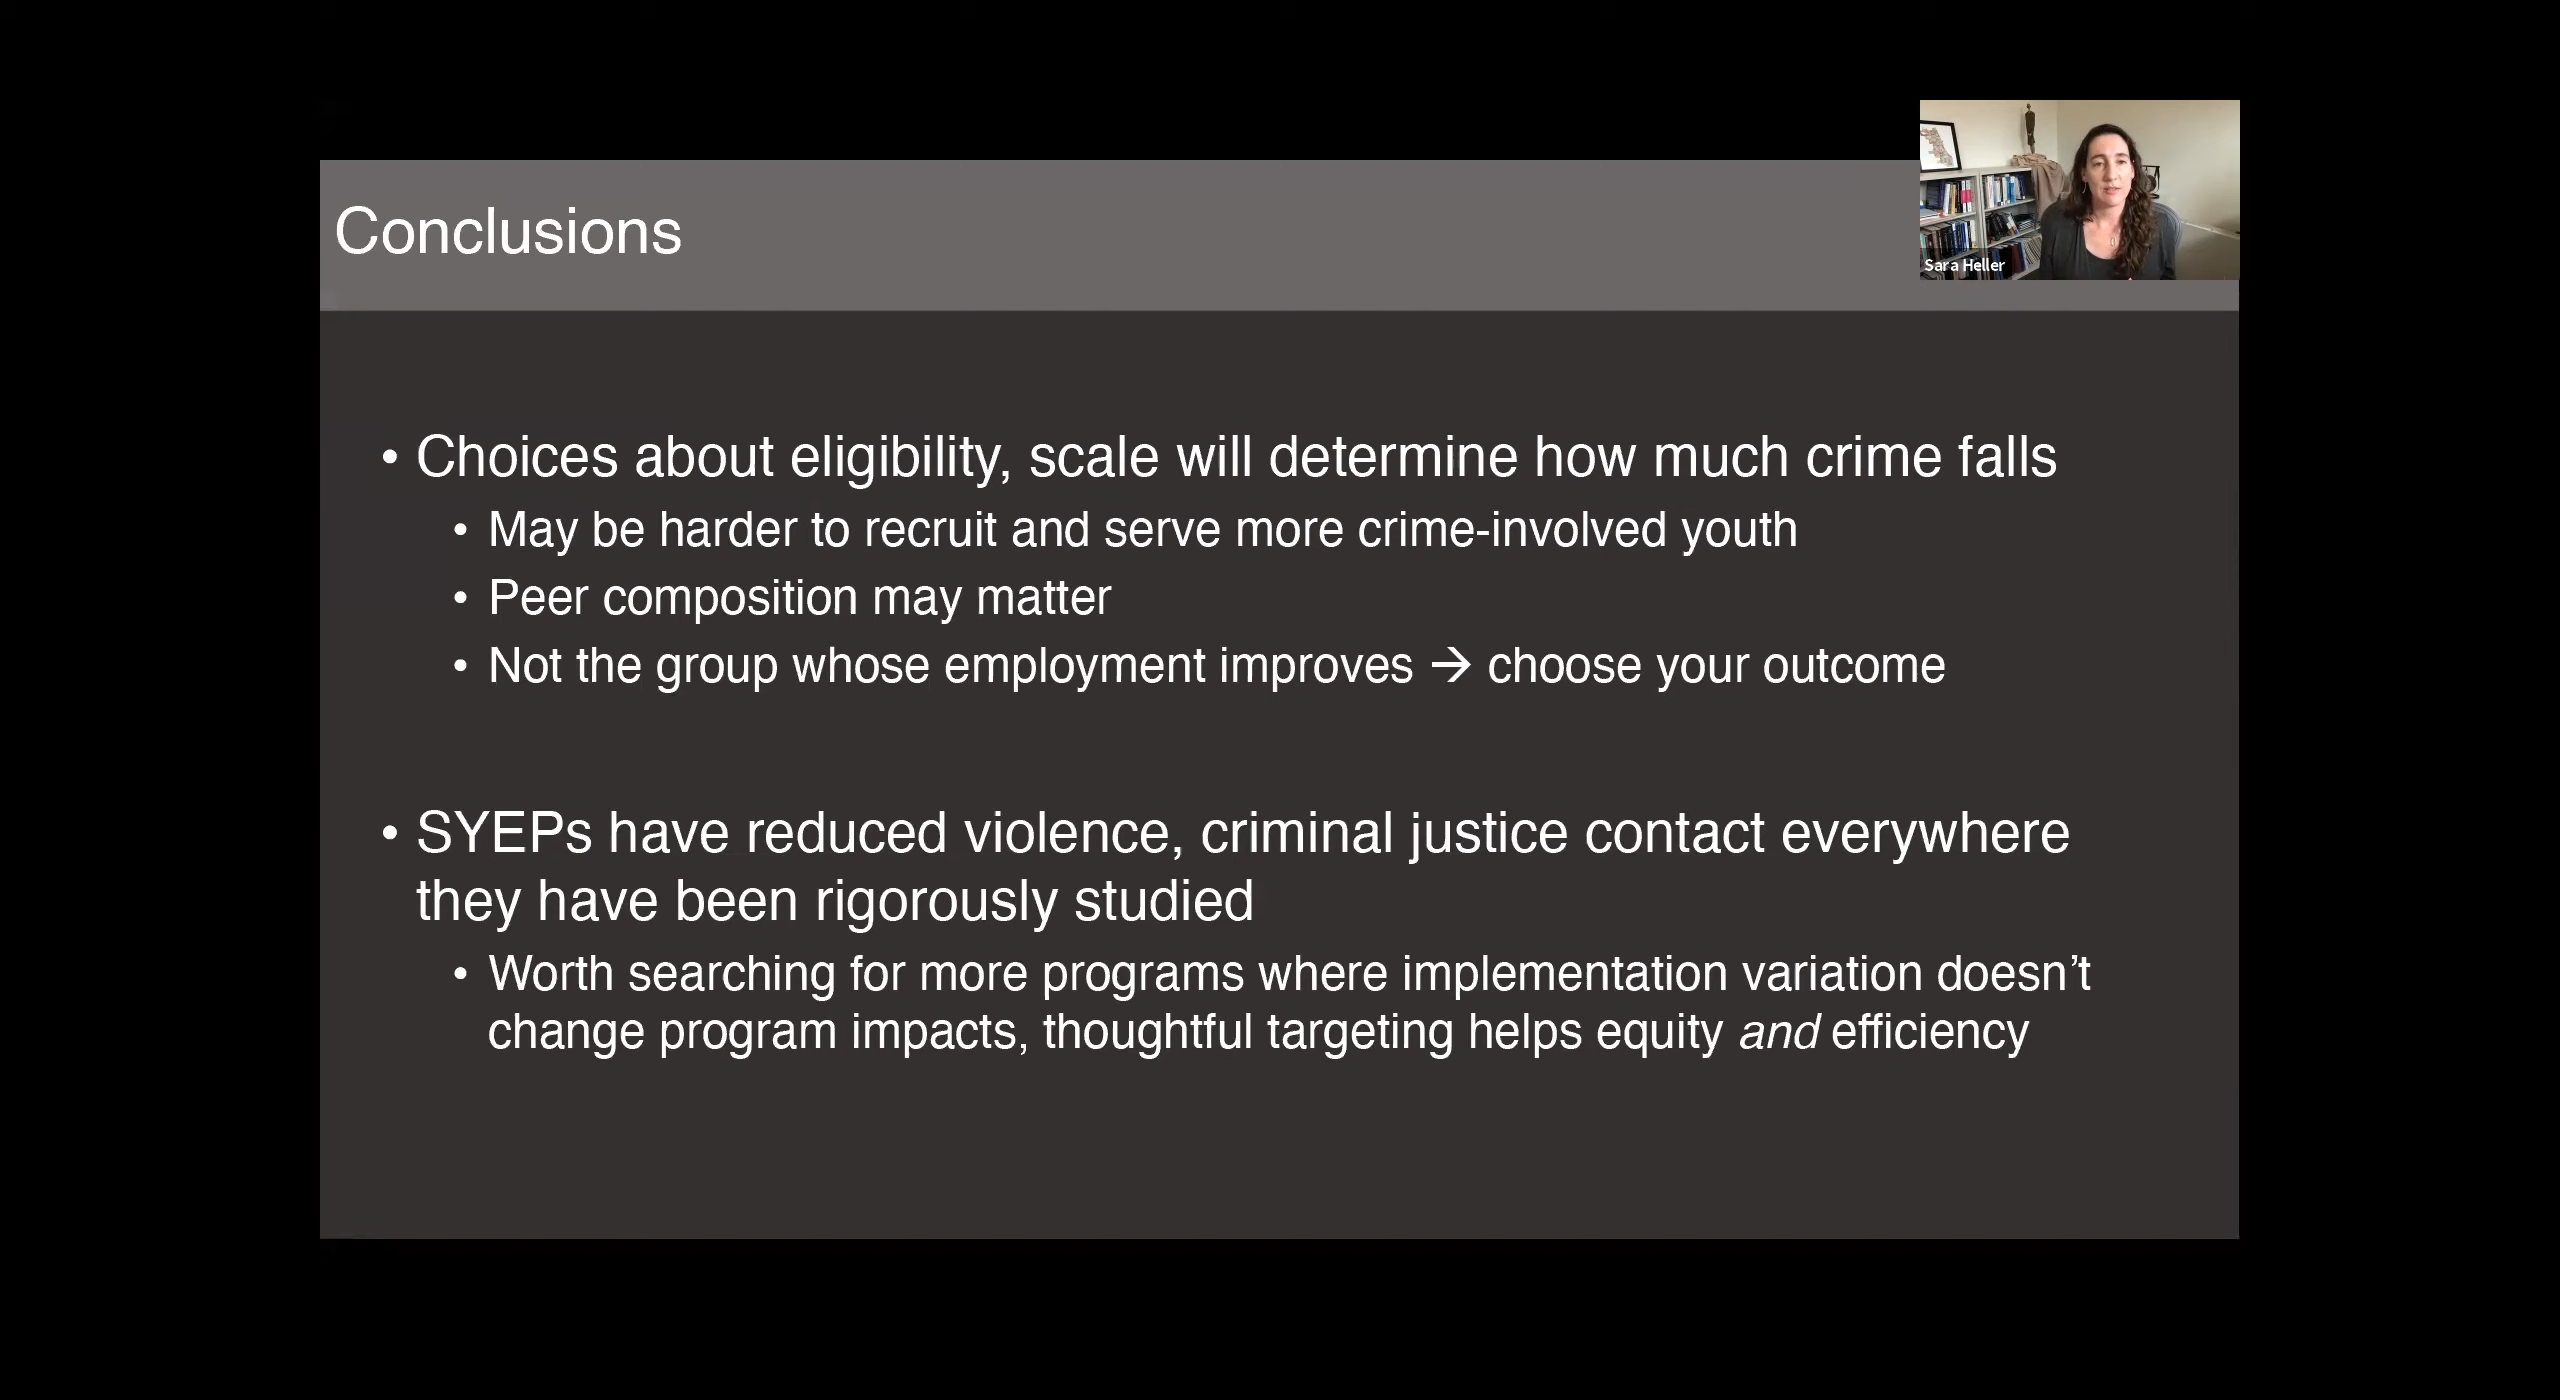 Conclusions
Sara Heller
• Choices about eligibility, scale will determine how much crime falls
• May be harder to recruit and serve more crime-involved youth
• Peer composition may matter
• Not the group whose employment improves → choose your outcome
• SYEPs have reduced violence, criminal justice contact everywhere
they have been rigorously studied
• Worth searching for more programs where implementation variation doesn’t
change program impacts, thoughtful targeting helps equity and efficiency